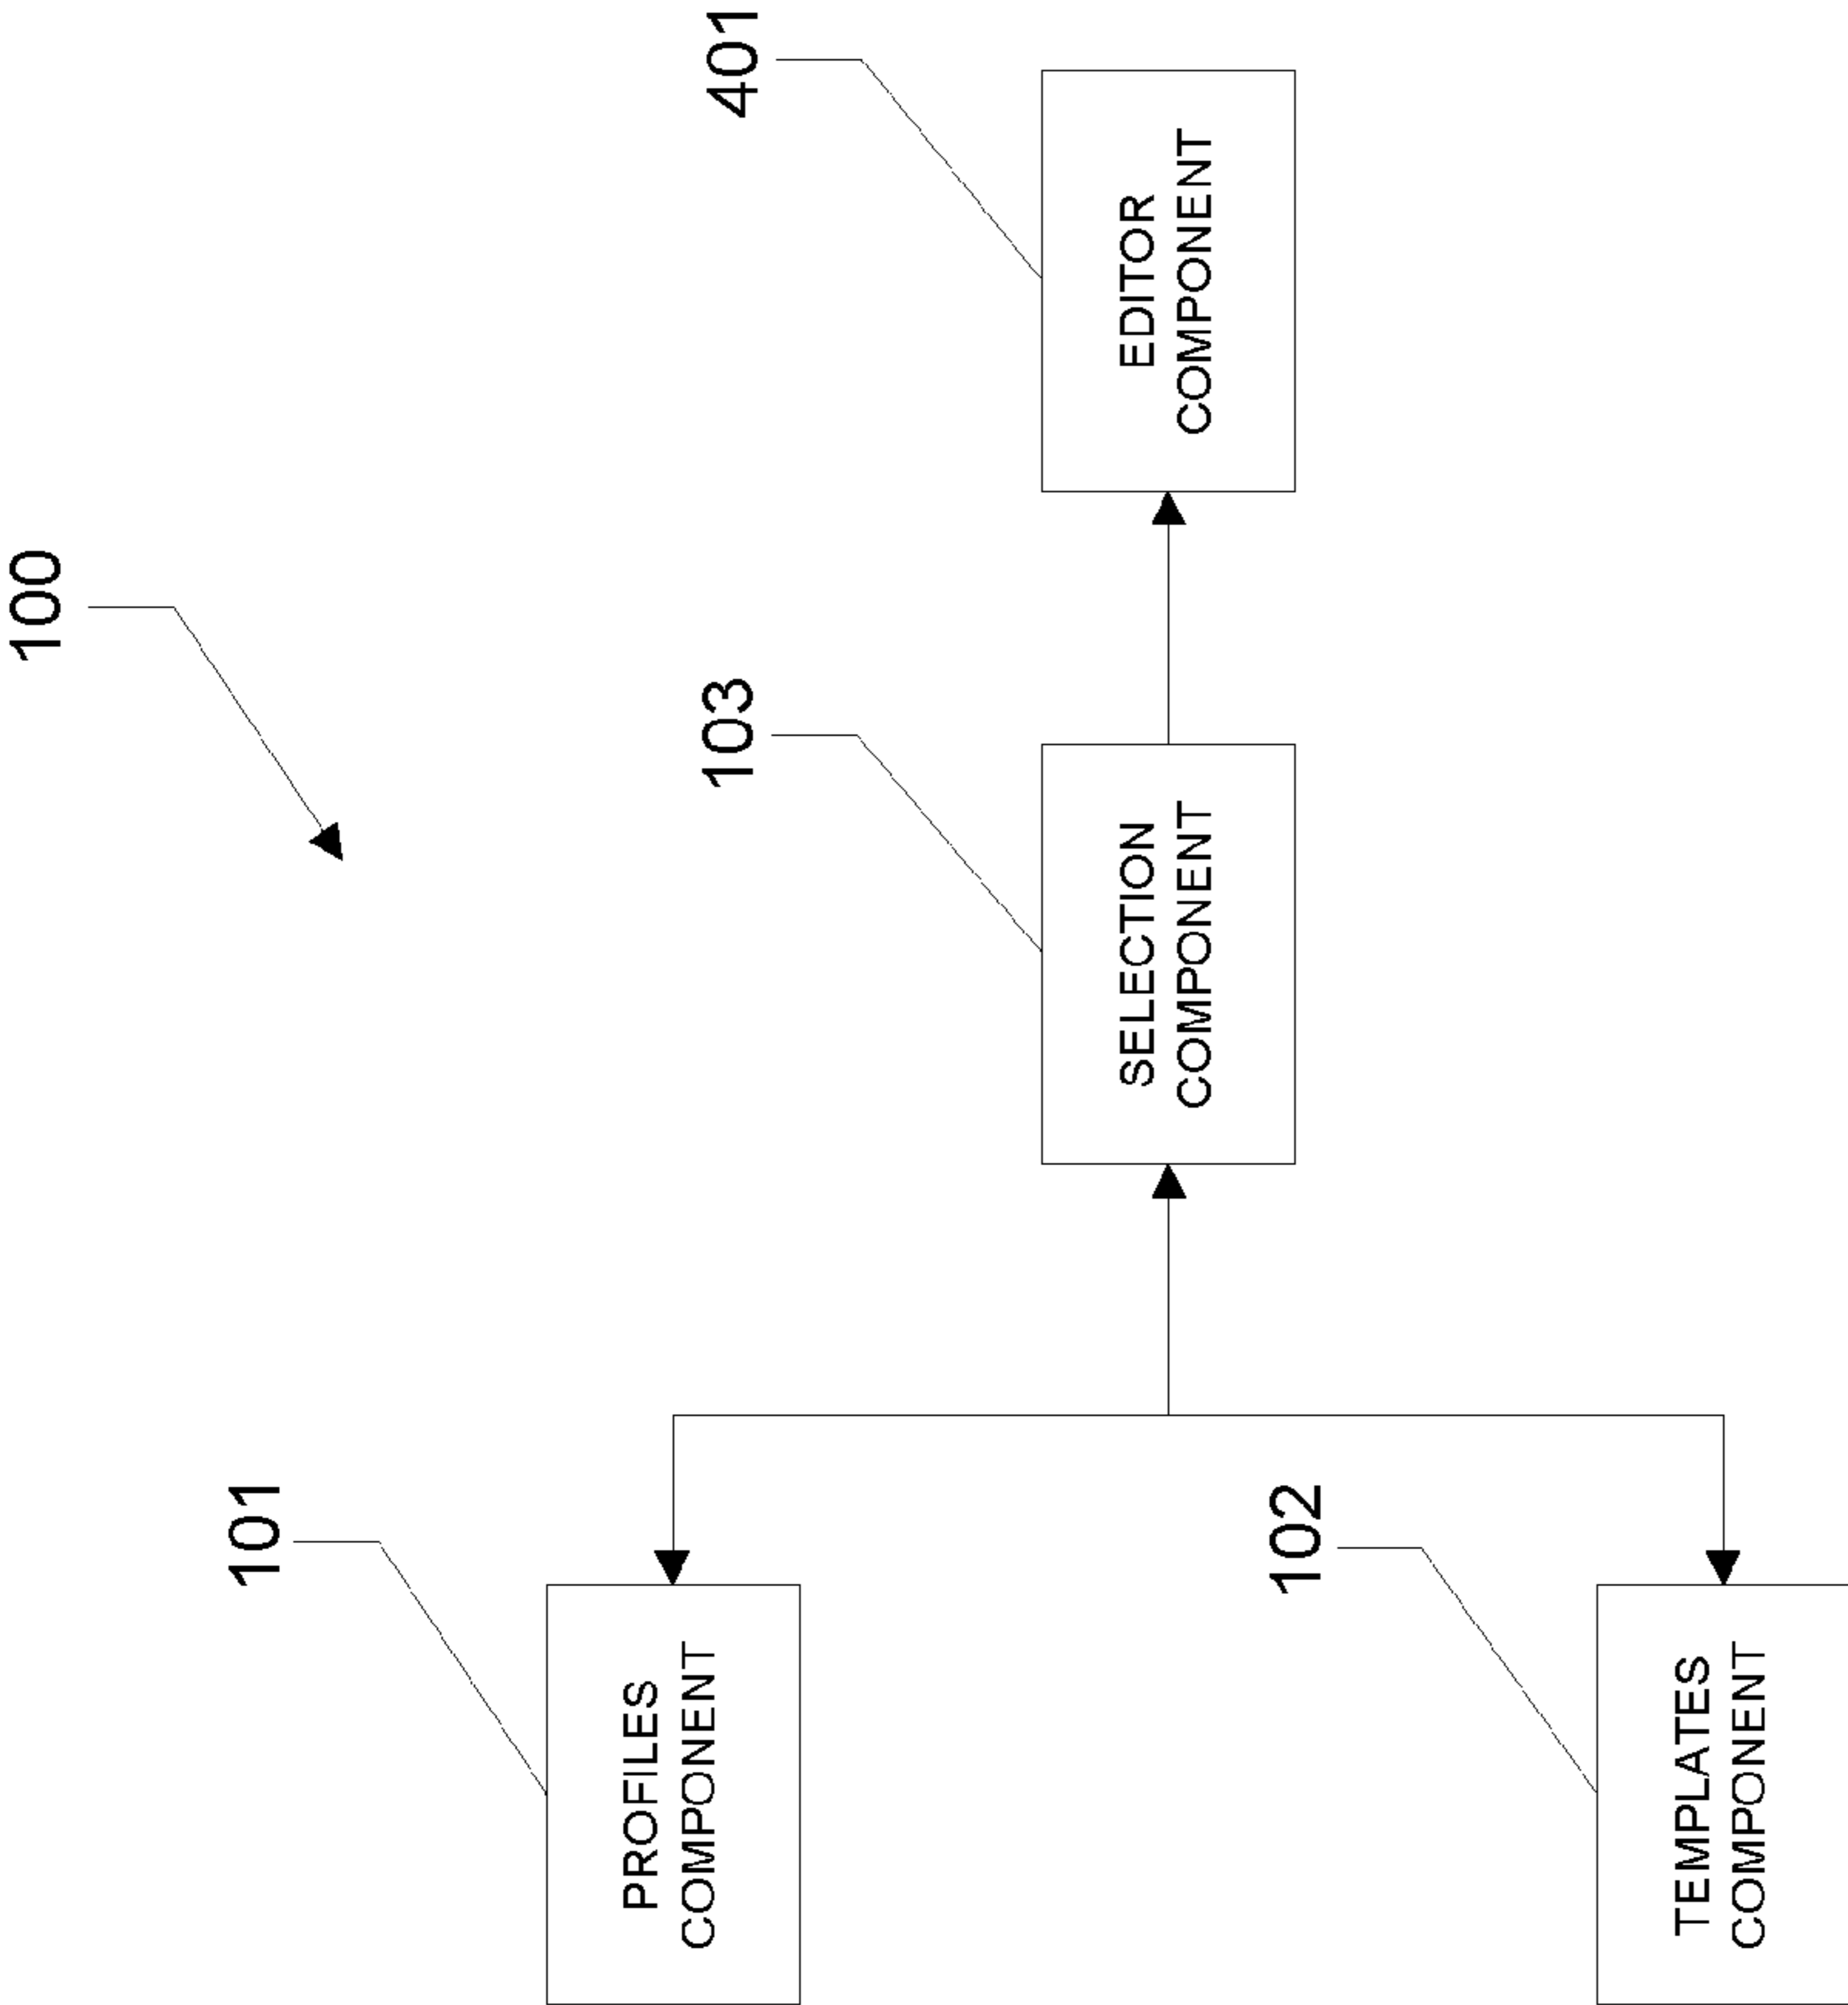 100
101
PROFILES
COMPONENT
103
SELECTION
COMPONENT
401
EDITOR
COMPONENT
102
TEMPLATES
COMPONENT